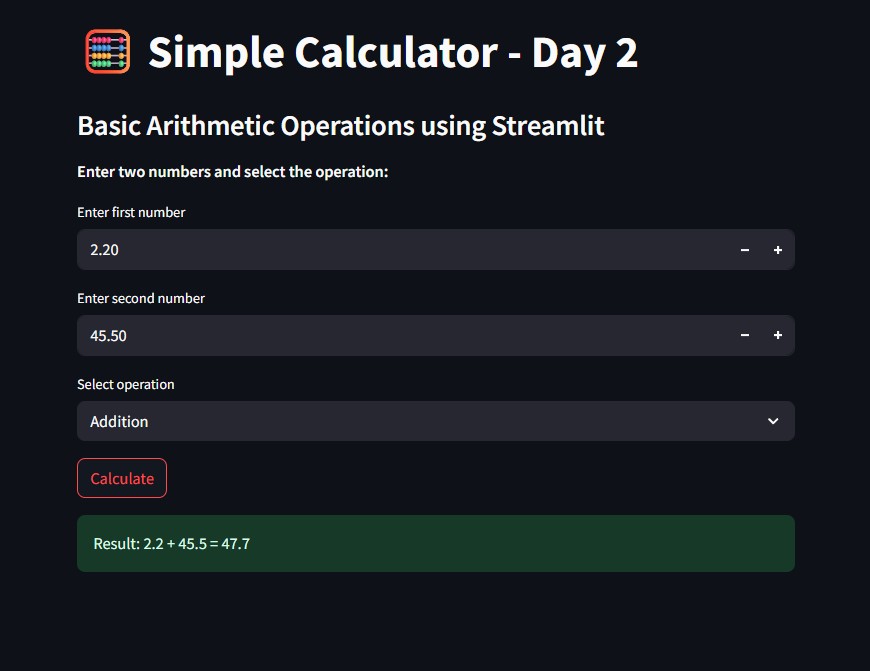 Simple Calculator - Day 2
Basic Arithmetic Operations using Streamlit
Enter two numbers and select the operation:
Enter first number
2.20
Enter second number
45.50
Select operation
Addition
Calculate
Result: 2.2 + 45.5 = 47.7